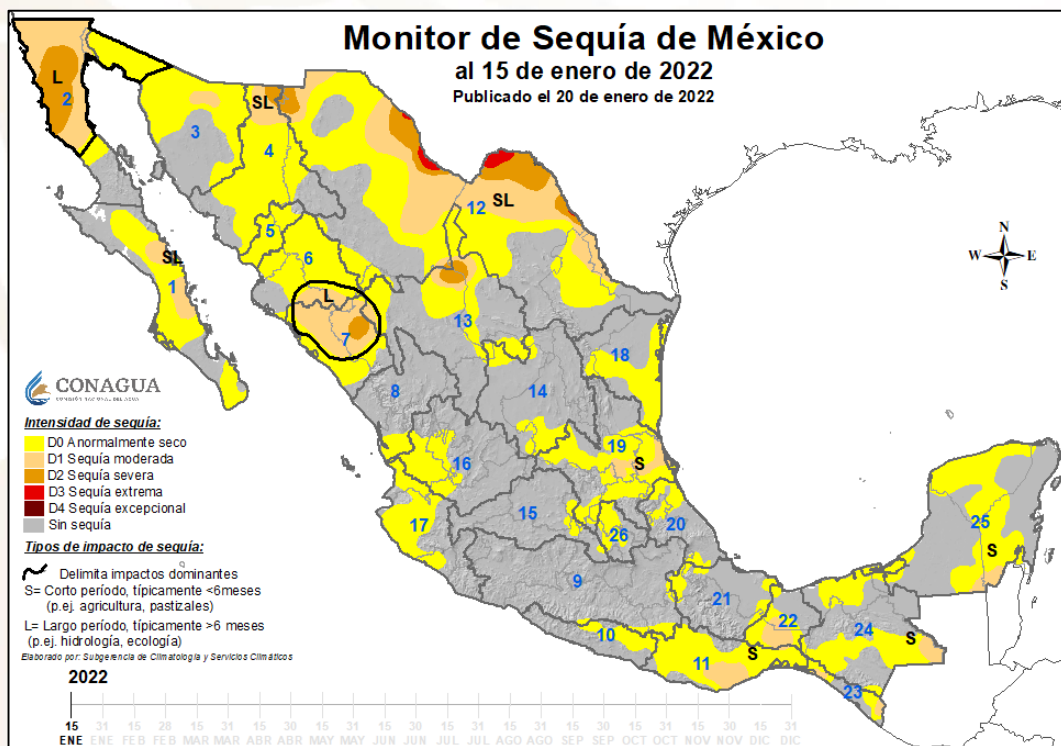 Monitor de Sequía de México
al 15 de enero de 2022
Publicado el 20 de enero de 2022
L
2
3
SL
4
5
6
L
7
SL
1
8
12
SL
13
14
18
19
S
16
15
17
26
20
9
10
11
S
21
22
24
S
23
25
S
N
W
E
S
CONAGUA
COMISIÓN NACIONAL DEL AGUA
Intensidad de sequía:
D0 Anormalmente seco
D1 Sequía moderada
D2 Sequía severa
D3 Sequía extrema
D4 Sequía excepcional
Sin sequía
Tipos de impacto de sequía:
Delimita impactos dominantes
S= Corto período, típicamente <6meses
(p.ej. agricultura, pastizales)
L= Largo período, típicamente >6 meses
(p.ej. hidrología, ecología)
Elaborado por: Subgerencia de Climatología y Servicios Climáticos
2022
15 31 15 28 15 31 15 30 15 31 15 30 15 31 15 31 15 30 15 31 15 30 15 31
ENE ENE FEB FEB MAR MAR ABR ABR MAY MAY JUN JUN JUL JUL AGO AGO SEP SEP OCT OCT NOV NOV DIC DIC